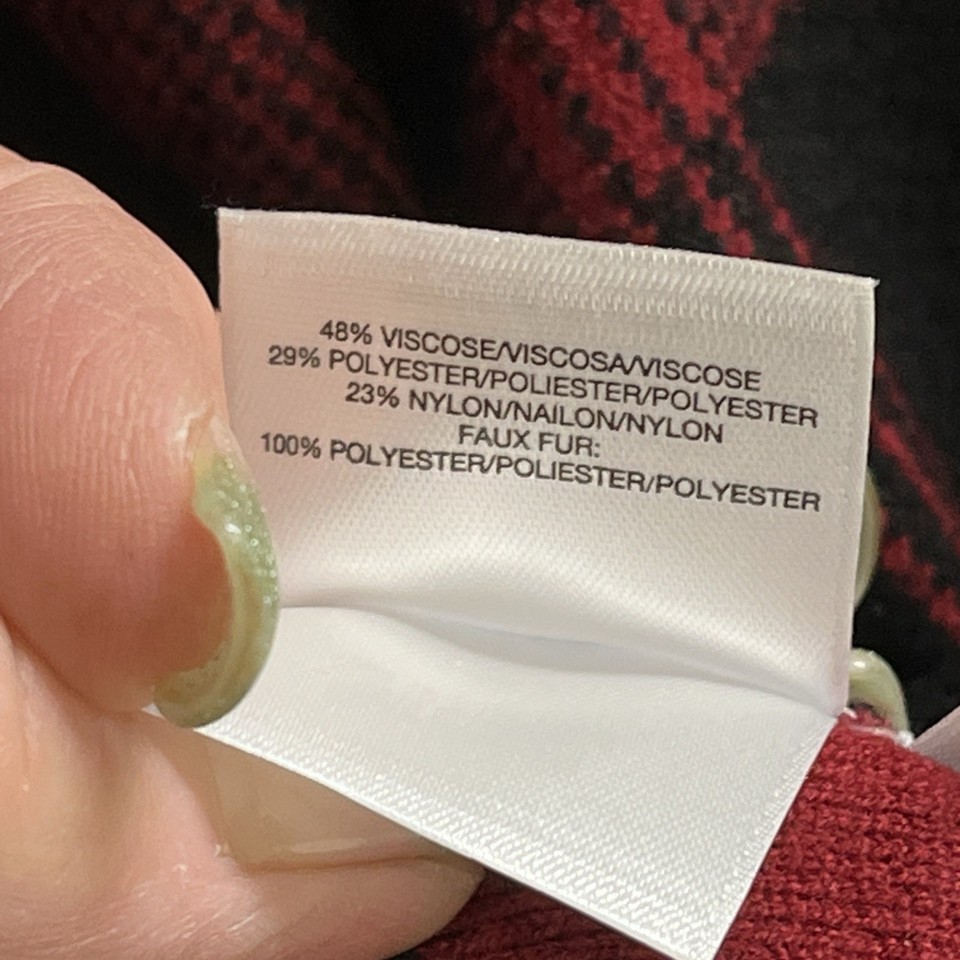 48% VISCOSE/VISCOSA/VISCOSE
29% POLYESTER/POLIESTER/POLYESTER
23% NYLON/NAILON/NYLON
FAUX FUR:
100% POLYESTER/POLIESTER/POLYESTER